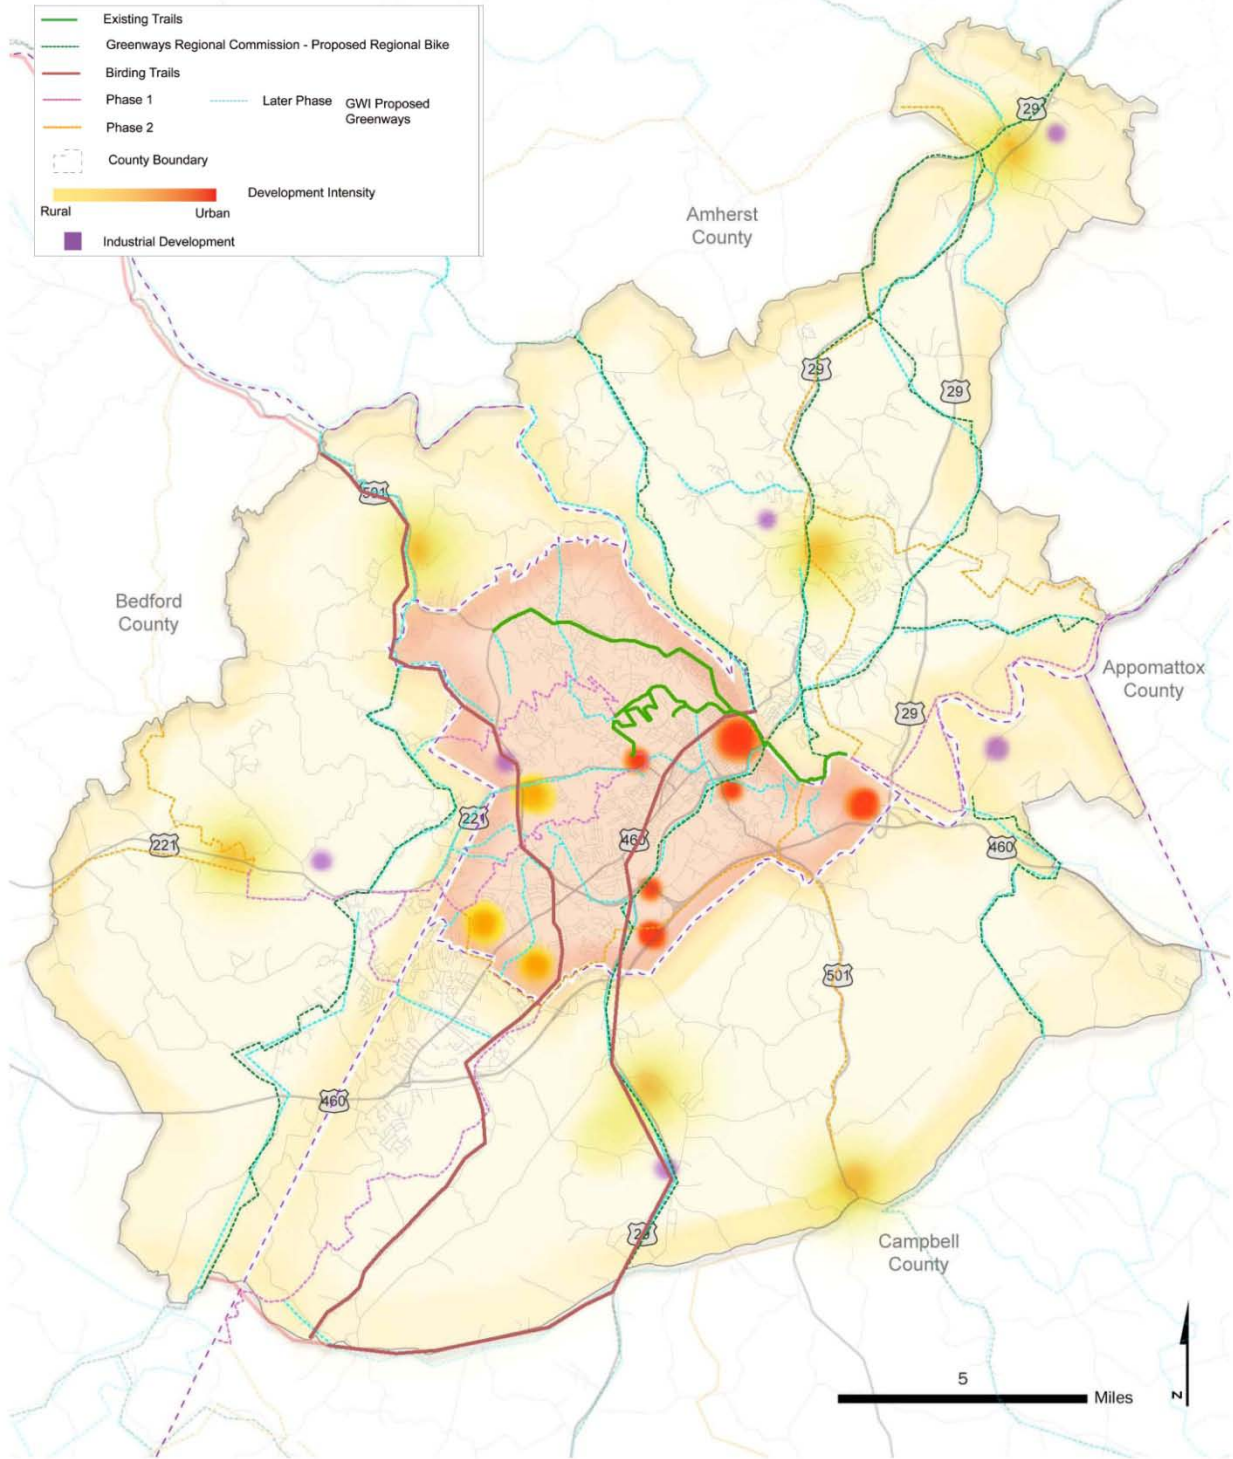 Existing Trails
Greenways Regional Commission - Proposed Regional Bike
Birding Trails
Phase 1
Later Phase
GWI Proposed
Greenways
Phase 2
County Boundary
Development Intensity
Rural
Urban
Industrial Development
29
Amherst
County
29
29
501
Bedford
County
Appomattox
County
29
221
460
221
460
501
460
29
Campbell
County
5
Miles
N